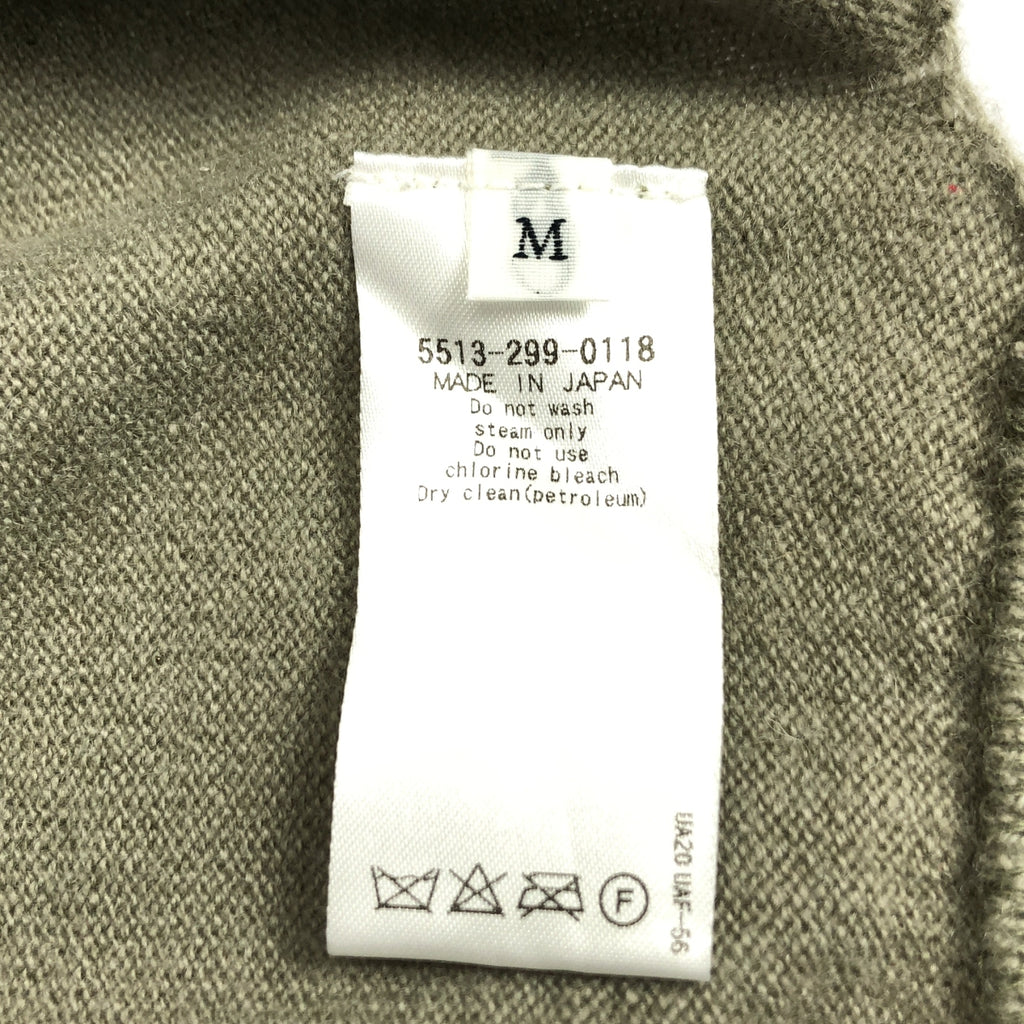 M
5513-299-0118
MADE IN JAPAN
Do not wash
steam only
Do not use
chlorine bleach
Dry clean(petroleum)
UA20 UAF-56
F